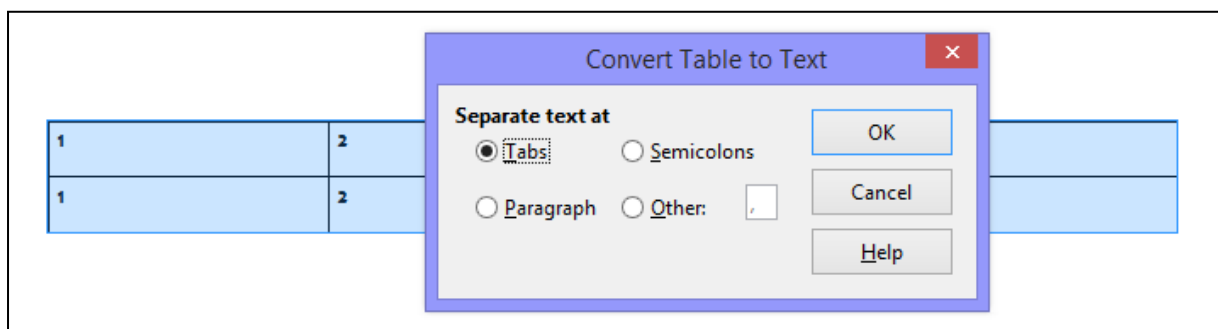 Convert Table to Text
Separate text at
Tabs
Semicolons
OK
1
2
Paragraph
Other:
,
Cancel
1
2
Help